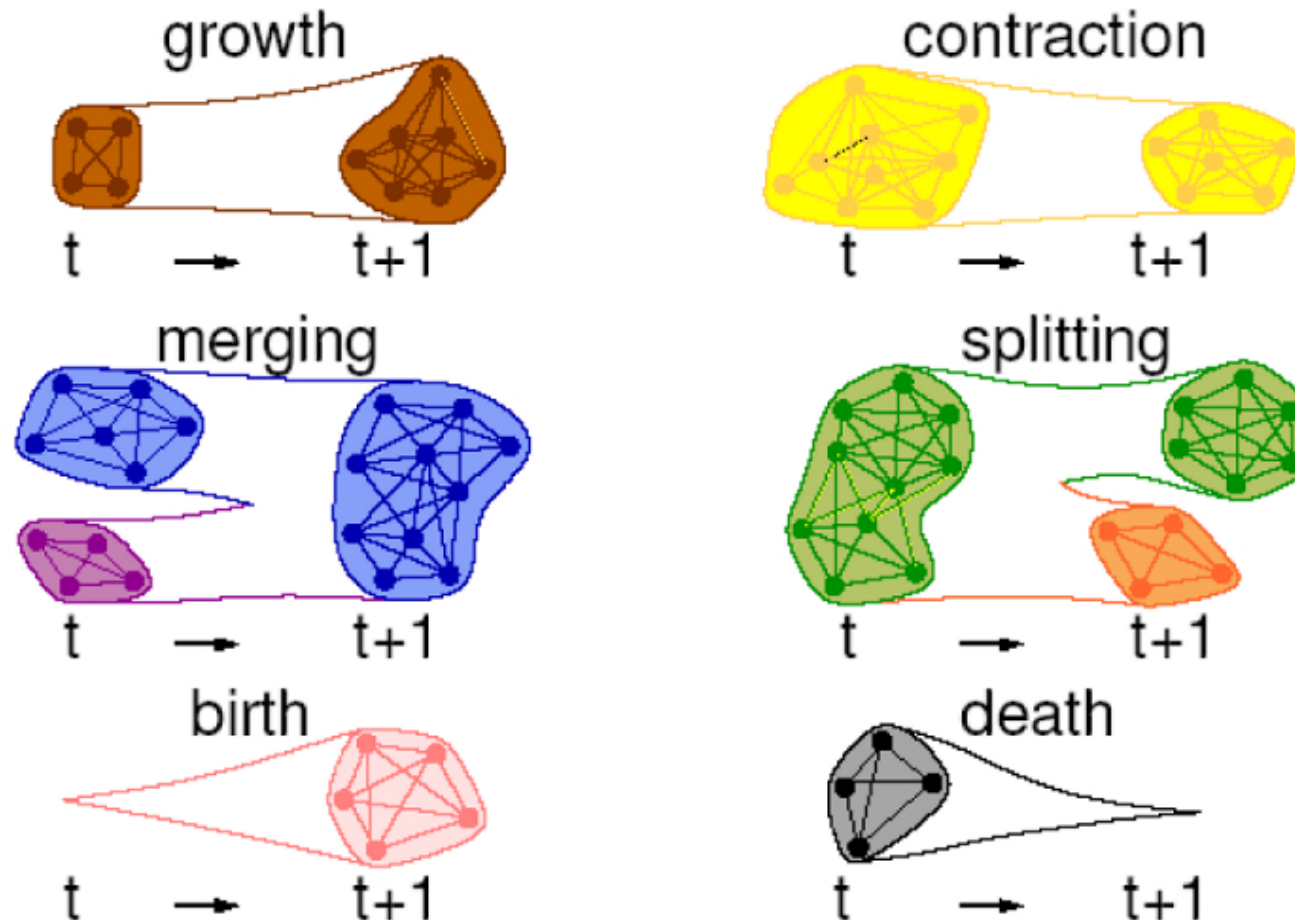 growth
contraction
t → t+1
t → t+1
merging
splitting
t → t+1
t → t+1
birth
death
t → t+1
t → t+1